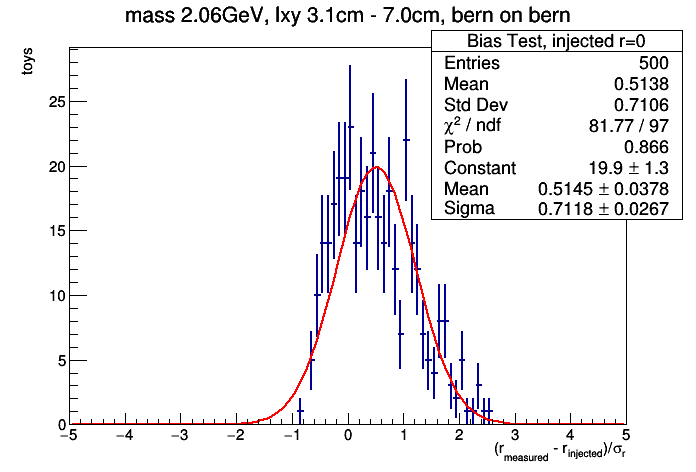 mass 2.06GeV, lxy 3.1cm - 7.0cm, bern on bern
Bias Test, injected r=0
Entries 500
Mean 0.5138
Std Dev 0.7106
χ² / ndf 81.77 / 97
Prob 0.866
Constant 19.9 ± 1.3
Mean 0.5145 ± 0.0378
Sigma 0.7118 ± 0.0267
toys
25
20
15
10
5
0
−5 −4 −3 −2 −1 0 1 2 3 4 5
(r_measured - r_injected)/σ_r